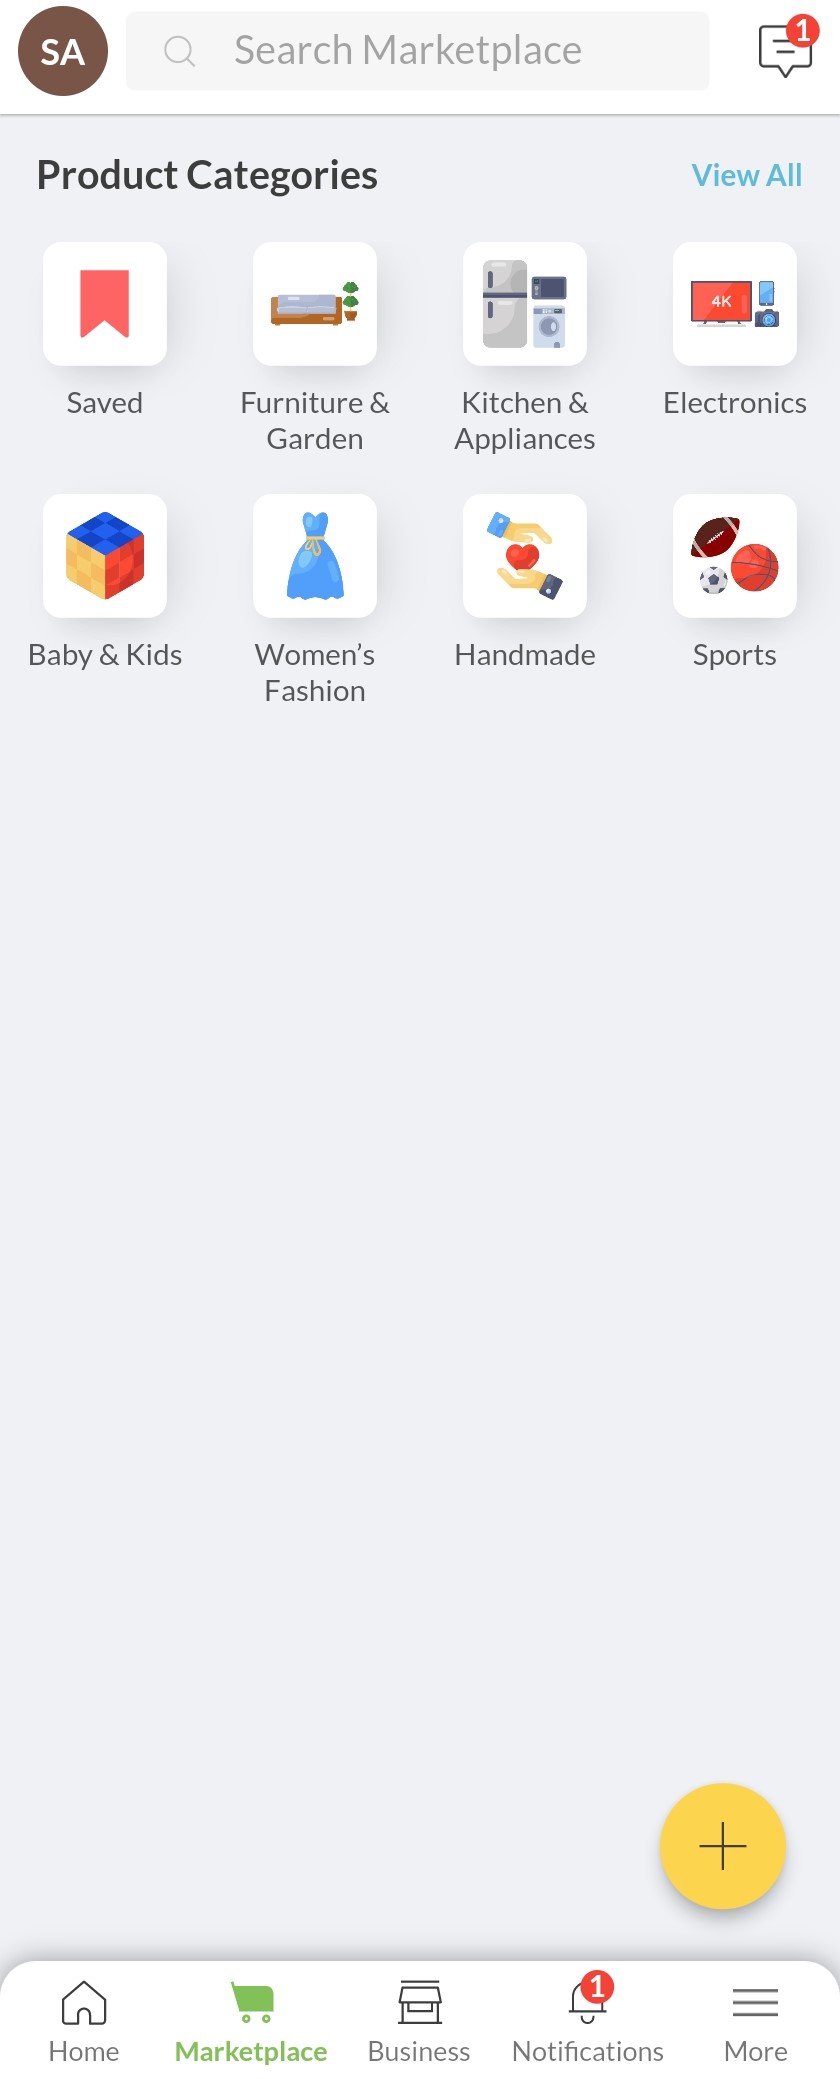 SA
Search Marketplace
1
Product Categories
View All
4K
Saved
Furniture &
Garden
Kitchen &
Appliances
Electronics
Baby & Kids
Women’s
Fashion
Handmade
Sports
1
Home
Marketplace
Business
Notifications
More